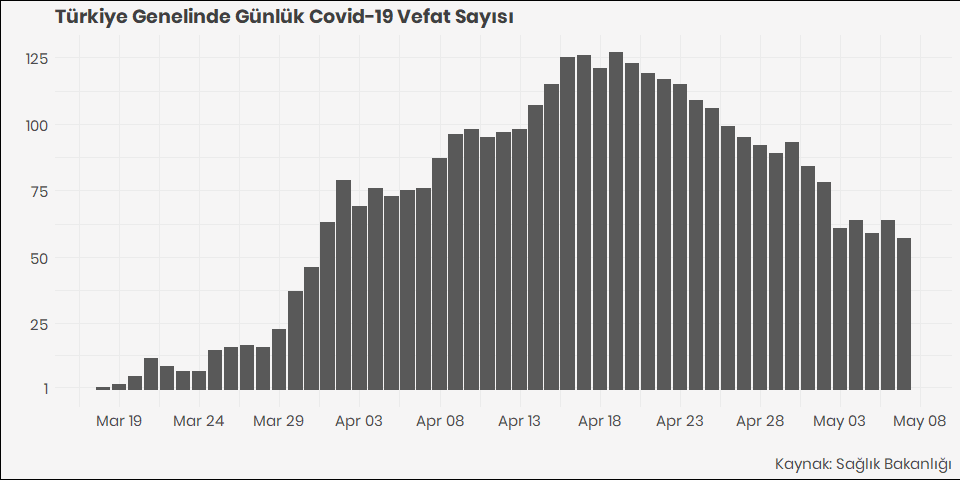 Türkiye Genelinde Günlük Covid-19 Vefat Sayısı
125
100
75
50
25
1
Mar 19 Mar 24 Mar 29 Apr 03 Apr 08 Apr 13 Apr 18 Apr 23 Apr 28 May 03 May 08
Kaynak: Sağlık Bakanlığı